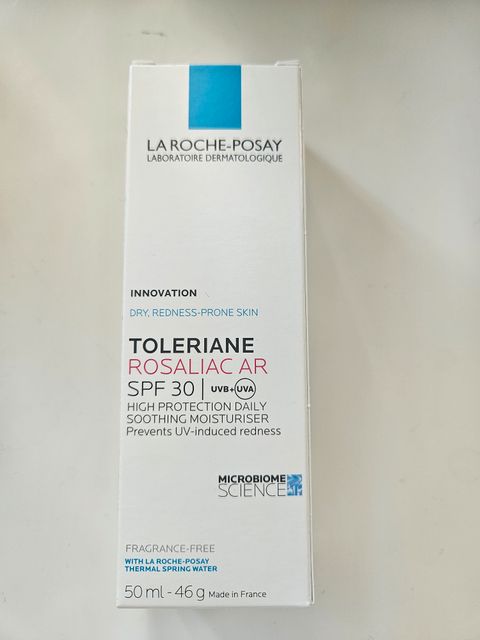 LA ROCHE-POSAY
LABORATOIRE DERMATOLOGIQUE
INNOVATION
DRY, REDNESS-PRONE SKIN
TOLERIANE
ROSALIAC AR
SPF 30 | UVB+UVA
HIGH PROTECTION DAILY
SOOTHING MOISTURISER
Prevents UV-induced redness
MICROBIOME
SCIENCE
FRAGRANCE-FREE
WITH LA ROCHE-POSAY
THERMAL SPRING WATER
50 ml - 46 g Made in France